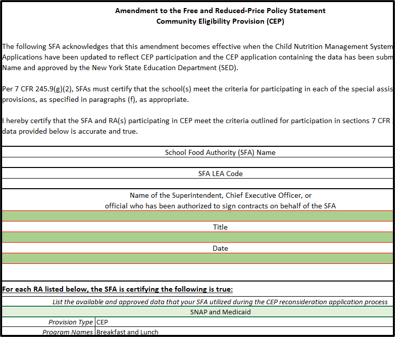 Amendment to the Free and Reduced-Price Policy Statement
Community Eligibility Provision (CEP)
The following SFA acknowledges that this amendment becomes effective when the Child Nutrition Management System
Applications have been updated to reflect CEP participation and the CEP application containing the data has been subm
Name and approved by the New York State Education Department (SED).
Per 7 CFR 245.9(g)(2), SFAs must certify that the school(s) meet the criteria for participating in each of the special assis
provisions, as specified in paragraphs (f), as appropriate.
I hereby certify that the SFA and RA(s) participating in CEP meet the criteria outlined for participation in sections 7 CFR
data provided below is accurate and true.
School Food Authority (SFA) Name
SFA LEA Code
Name of the Superintendent, Chief Executive Officer, or
official who has been authorized to sign contracts on behalf of the SFA
Title
Date
For each RA listed below, the SFA is certifying the following is true:
List the available and approved data that your SFA utilized during the CEP reconsideration application process
SNAP and Medicaid
Provision Type CEP
Program Names Breakfast and Lunch